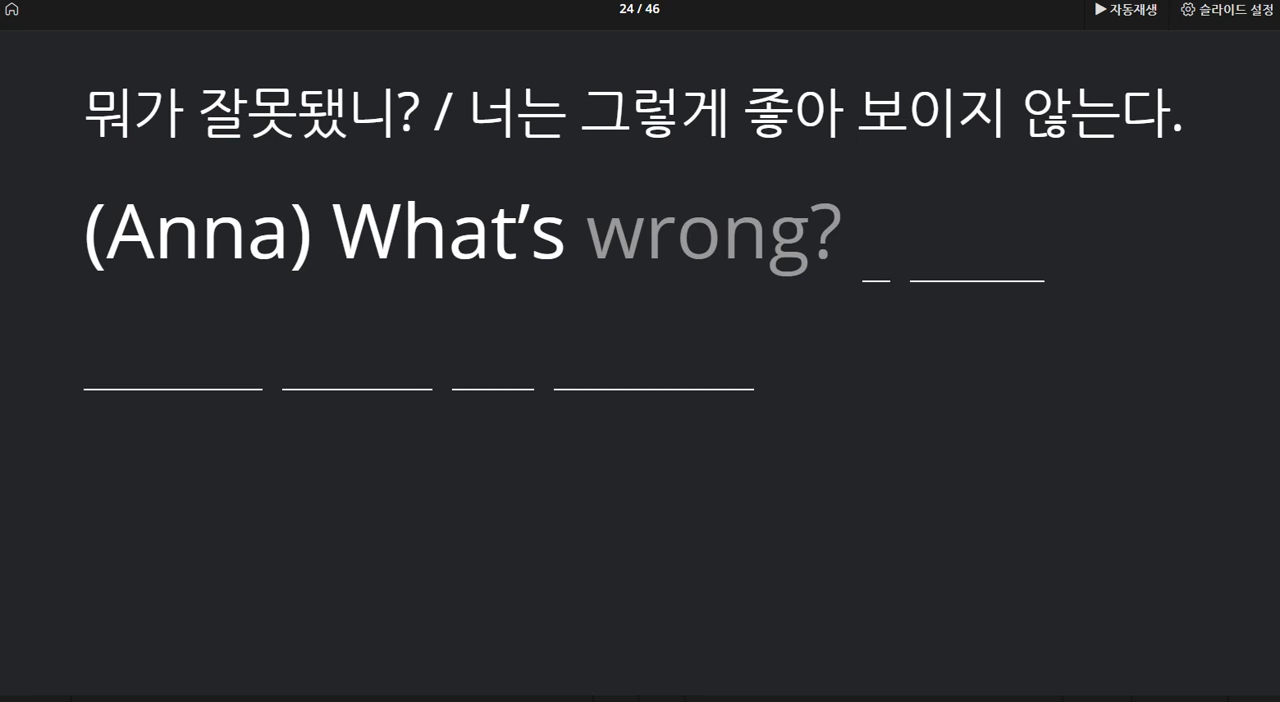 24 / 46
▶ 자동재생
슬라이드 설정
뭐가 잘못됐니? / 너는 그렇게 좋아 보이지 않는다.
(Anna) What’s wrong?